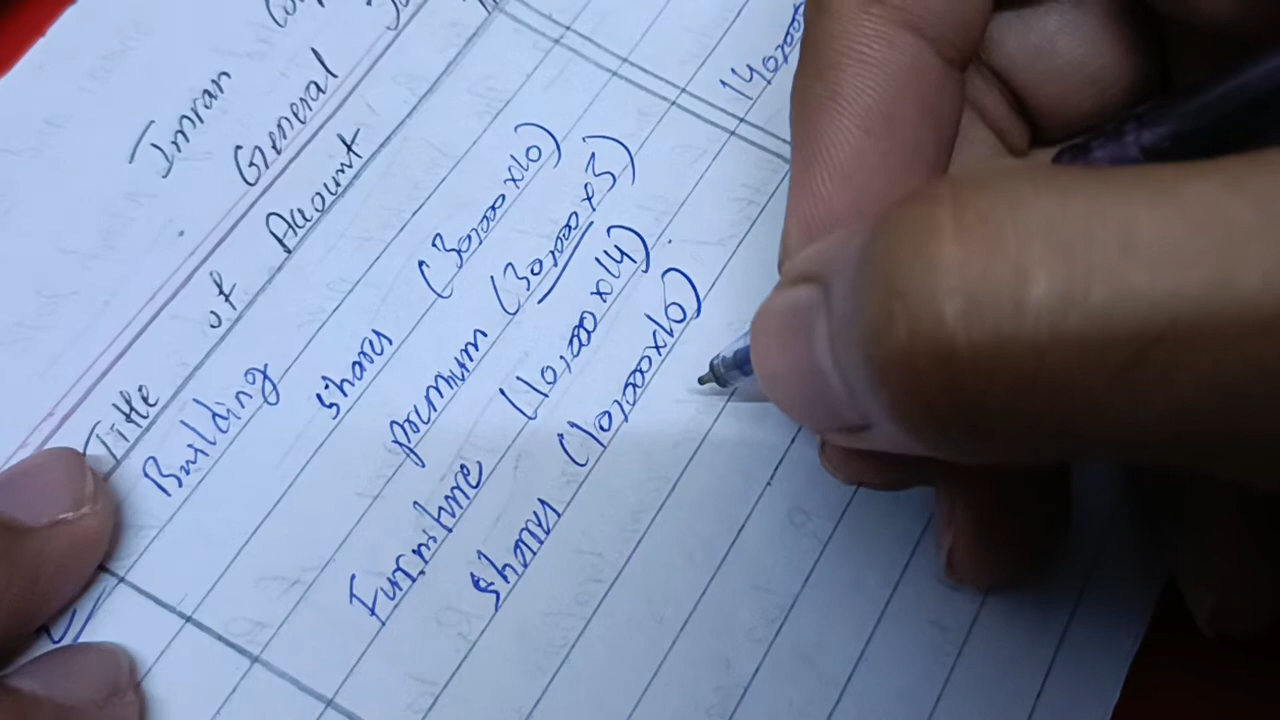 Imran
General
Title of Account
Building
Shares (30,000x10)
premium (30,000x5)
Furniture (10,000x14) 140,000
Shares (10,000x10)